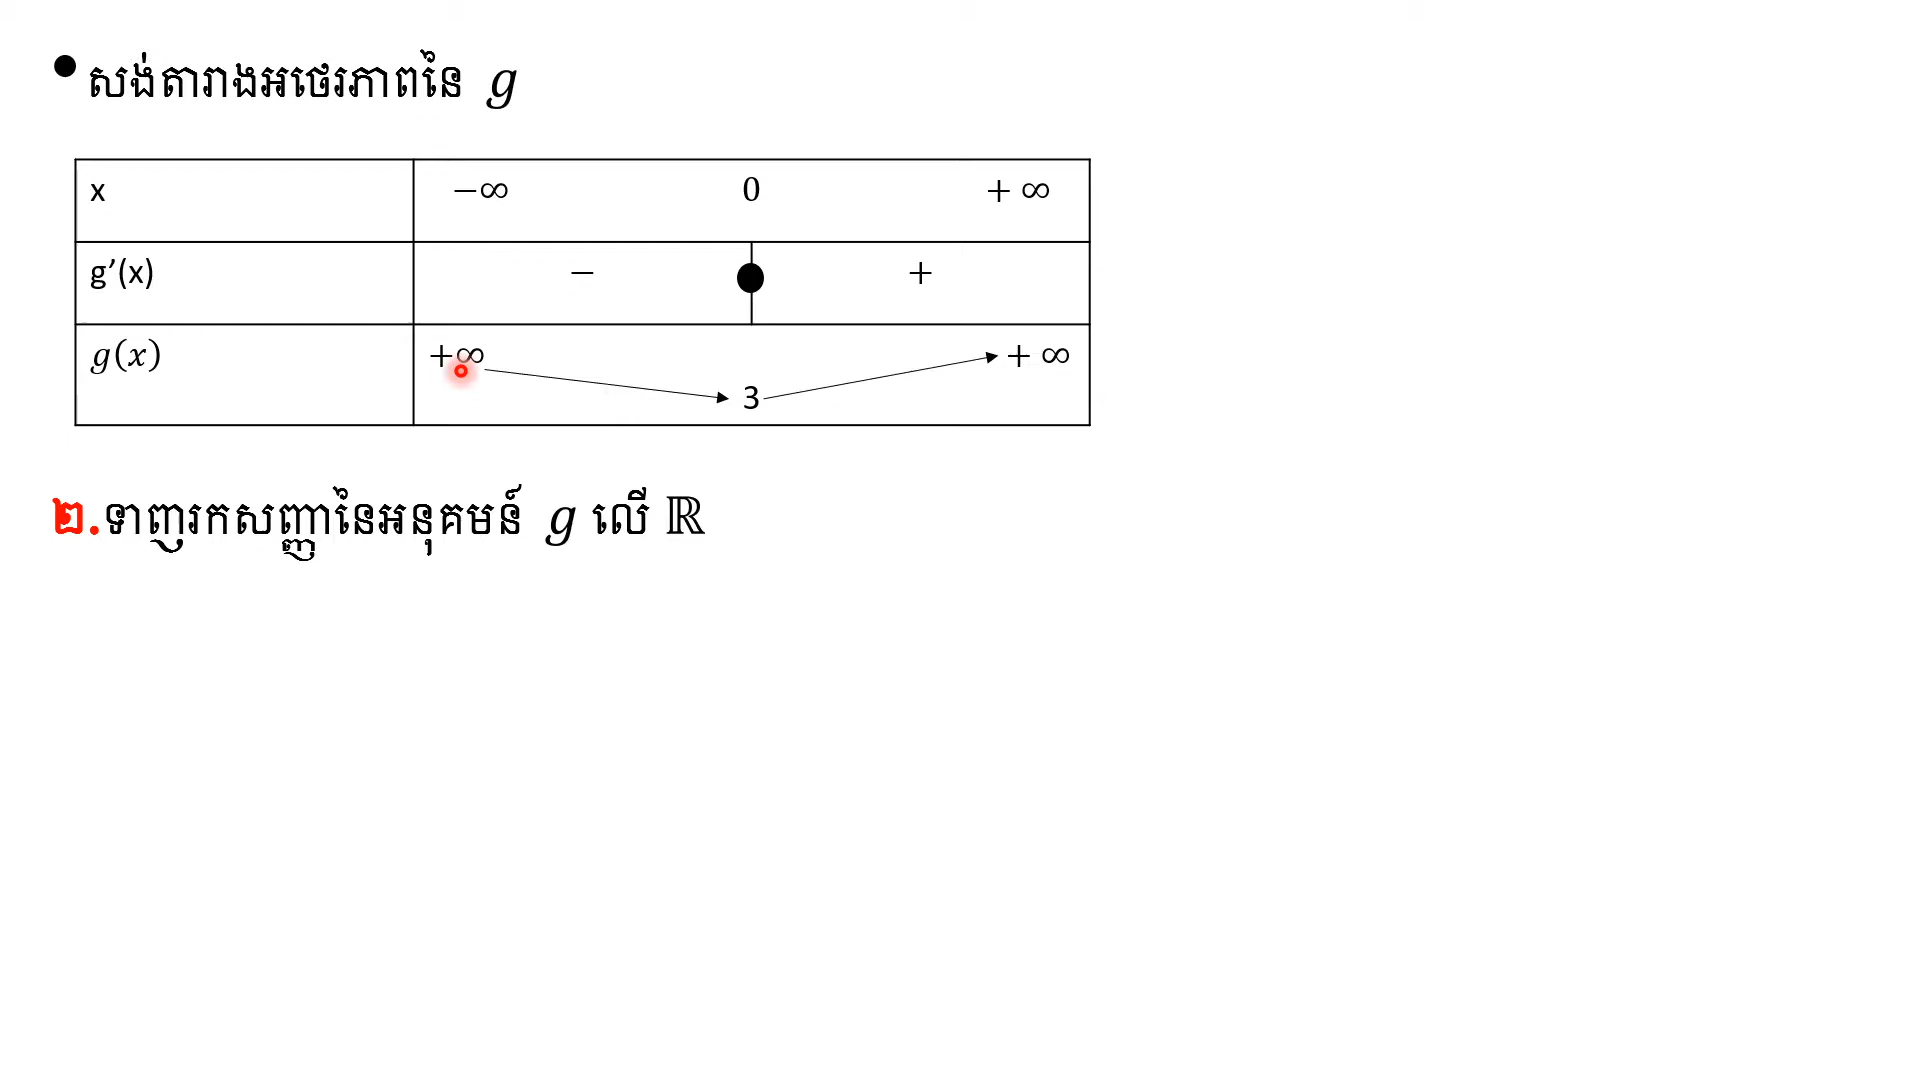 • សង់តារាងអថេរភាពនៃ g
x −∞ 0 + ∞
g’(x) − +
g(x) +∞ 3 + ∞
២.ទាញរកសញ្ញានៃអនុគមន៍ g លើ ℝ